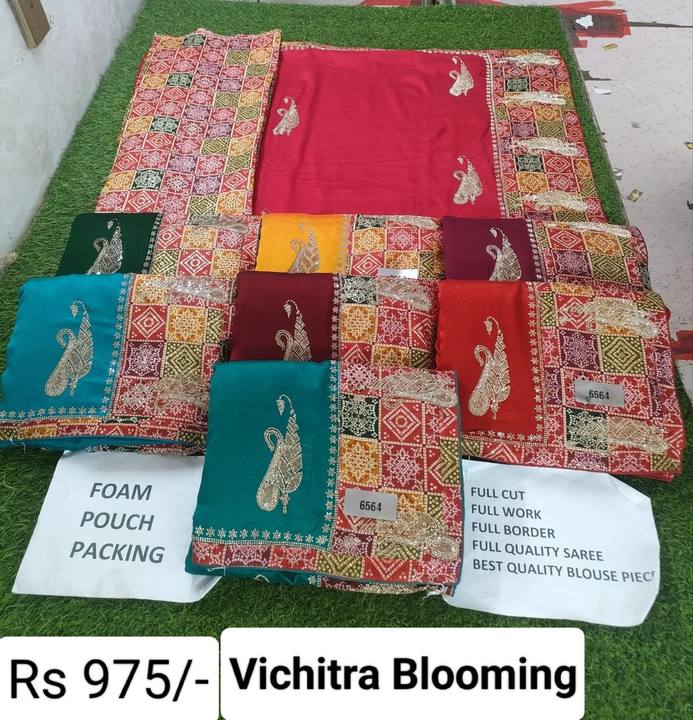 6564
6564
FOAM
POUCH
PACKING
FULL CUT
FULL WORK
FULL BORDER
FULL QUALITY SAREE
BEST QUALITY BLOUSE PIEC
Rs 975/-
Vichitra Blooming